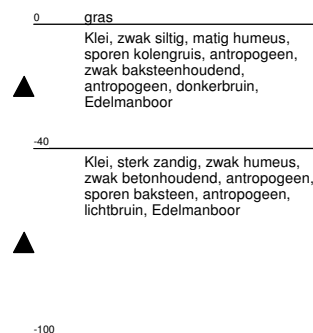 0 gras
Klei, zwak siltig, matig humeus,
sporen kolengruis, antropogeen,
zwak baksteenhoudend,
antropogeen, donkerbruin,
Edelmanboor
-40
Klei, sterk zandig, zwak humeus,
zwak betonhoudend, antropogeen,
sporen baksteen, antropogeen,
lichtbruin, Edelmanboor
-100